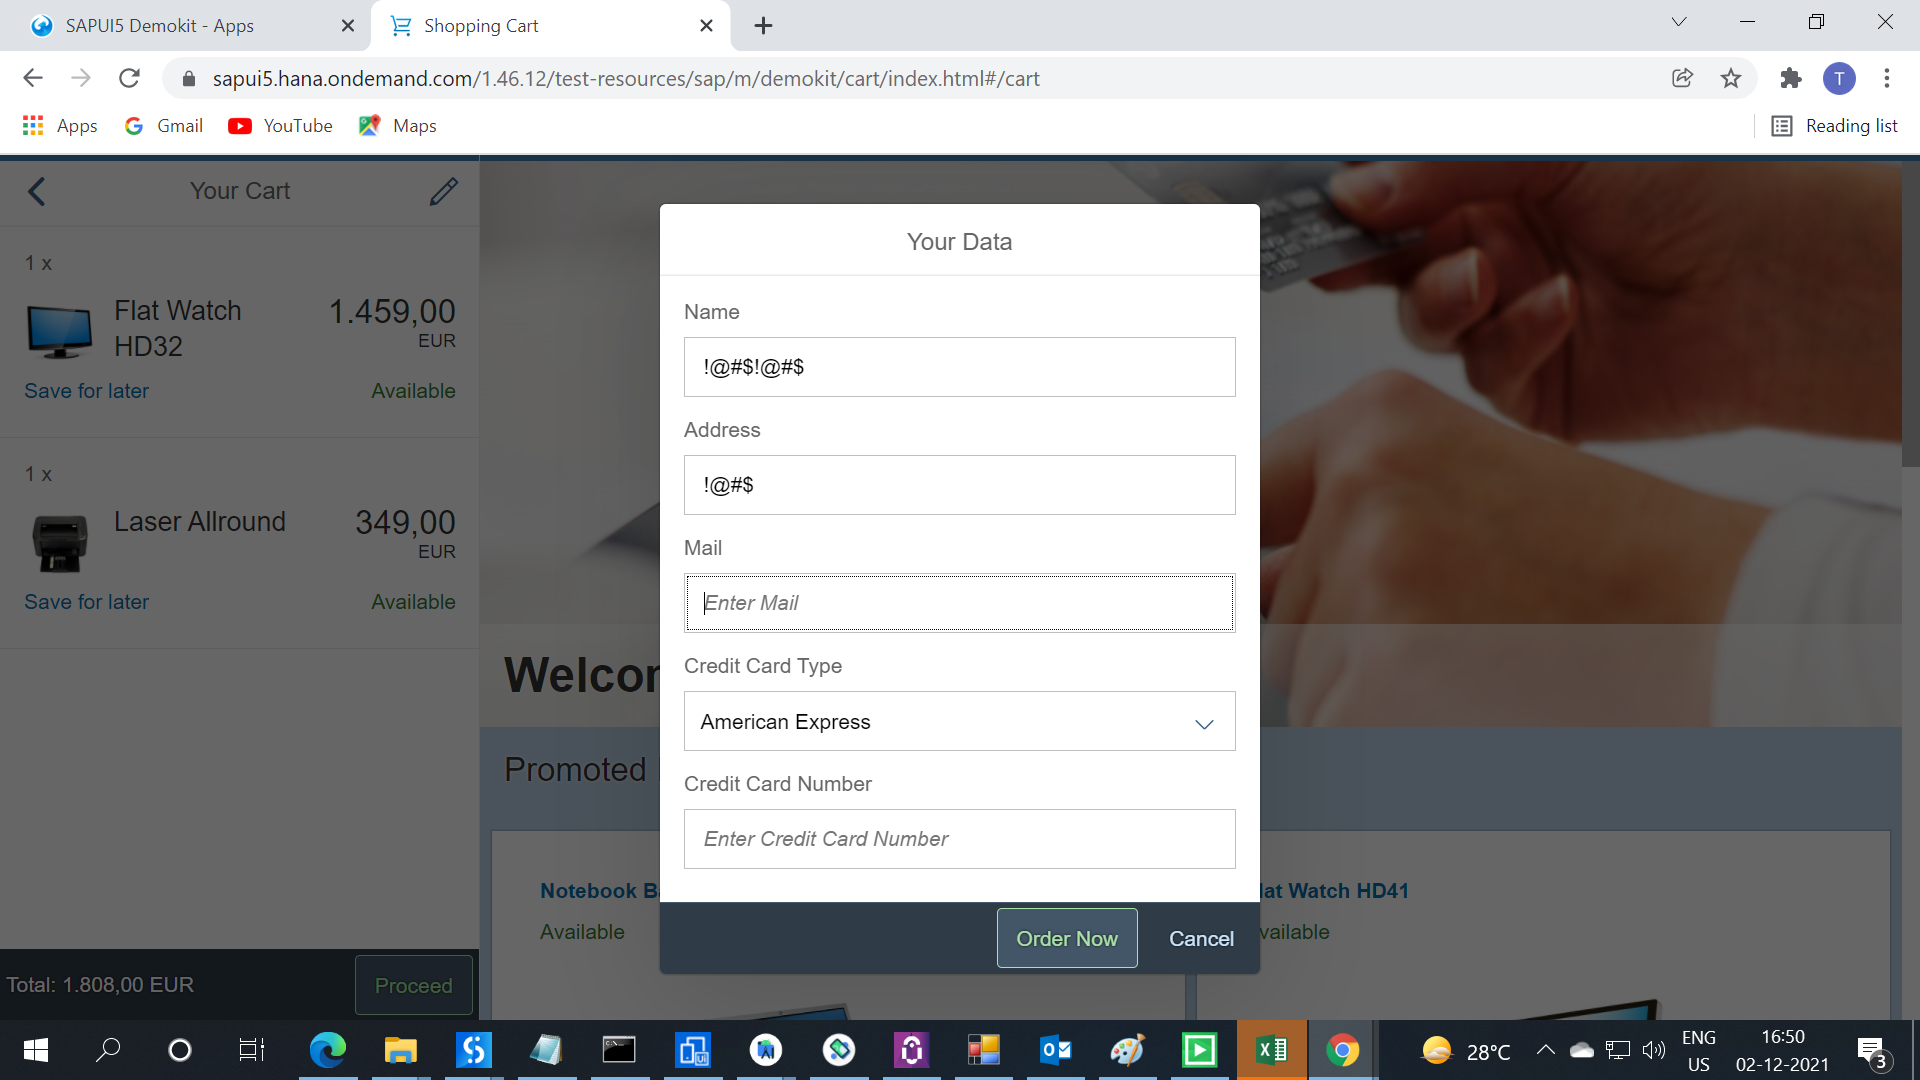 SAPUI5 Demokit - Apps
Shopping Cart
sapui5.hana.ondemand.com/1.46.12/test-resources/sap/m/demokit/cart/index.html#/cart
T
Apps
Gmail
YouTube
Maps
Reading list
Your Cart
1 x
Flat Watch HD32
1.459,00
EUR
Save for later
Available
1 x
Laser Allround
349,00
EUR
Save for later
Available
Total: 1.808,00 EUR
Proceed
Your Data
Name
!@#$!@#$
Address
!@#$
Mail
Enter Mail
Credit Card Type
American Express
Credit Card Number
Enter Credit Card Number
Order Now
Cancel
Promoted
Notebook
Available
Watch HD41
28°C
ENG
US
16:50
02-12-2021
3